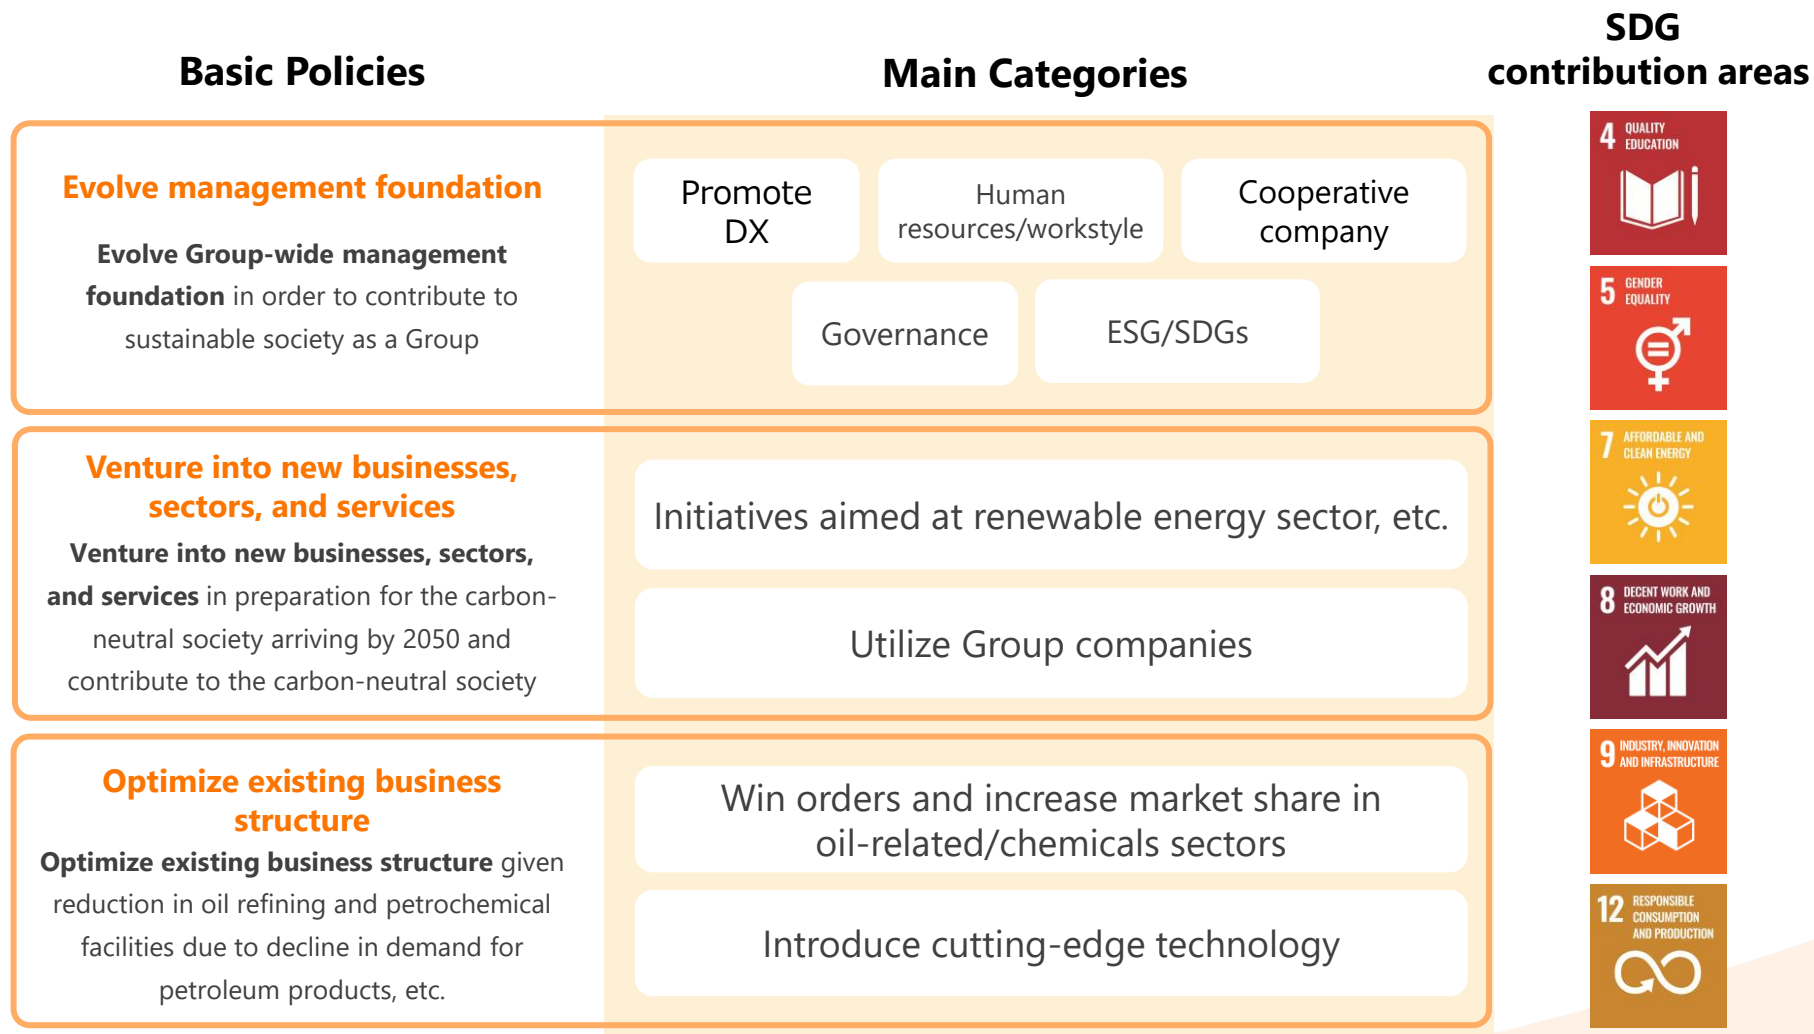 Basic Policies
Main Categories
SDG
contribution areas
Evolve management foundation
Evolve Group-wide management
foundation in order to contribute to
sustainable society as a Group
Promote
DX
Human
resources/workstyle
Cooperative
company
Governance
ESG/SDGs
Venture into new businesses,
sectors, and services
Venture into new businesses, sectors,
and services in preparation for the carbon-
neutral society arriving by 2050 and
contribute to the carbon-neutral society
Initiatives aimed at renewable energy sector, etc.
Utilize Group companies
Optimize existing business
structure
Optimize existing business structure given
reduction in oil refining and petrochemical
facilities due to decline in demand for
petroleum products, etc.
Win orders and increase market share in
oil-related/chemicals sectors
Introduce cutting-edge technology
4 QUALITY
EDUCATION
5 GENDER
EQUALITY
7 AFFORDABLE AND
CLEAN ENERGY
8 DECENT WORK AND
ECONOMIC GROWTH
9 INDUSTRY, INNOVATION
AND INFRASTRUCTURE
12 RESPONSIBLE
CONSUMPTION
AND PRODUCTION